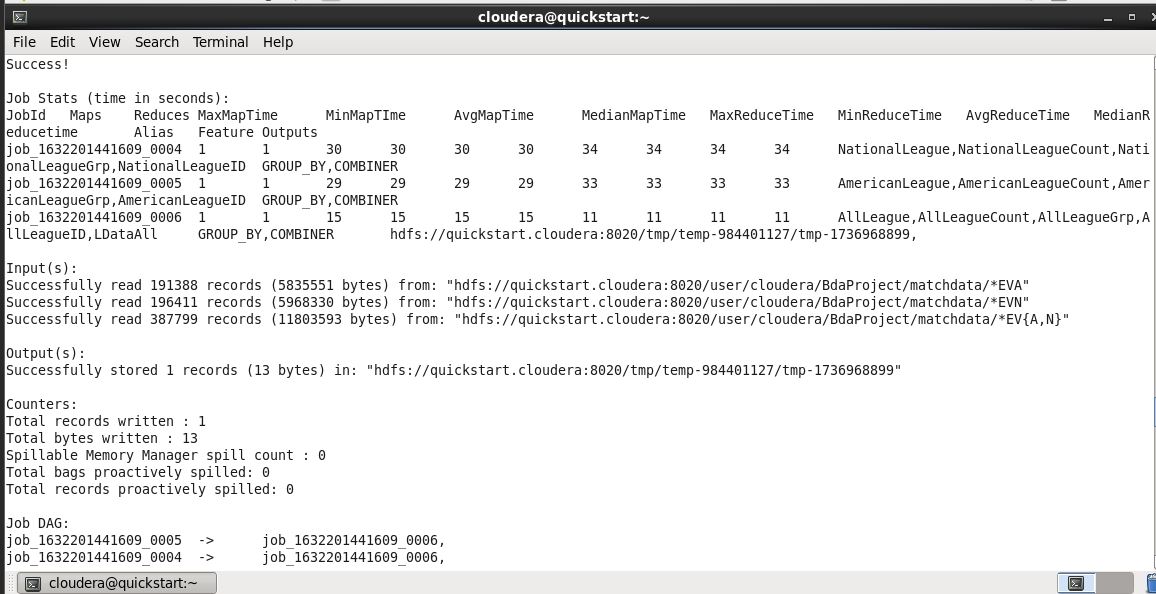 cloudera@quickstart:~
File Edit View Search Terminal Help
Success!
Job Stats (time in seconds):
JobId Maps Reduces MaxMapTime MinMapTIme AvgMapTime MedianMapTime MaxReduceTime MinReduceTime AvgReduceTime MedianR
educetime Alias Feature Outputs
job_1632201441609_0004 1 1 30 30 30 30 34 34 34 34 NationalLeague,NationalLeagueCount,Nati
onalLeagueGrp,NationalLeagueID GROUP_BY,COMBINER
job_1632201441609_0005 1 1 29 29 29 29 33 33 33 33 AmericanLeague,AmericanLeagueCount,Amer
icanLeagueGrp,AmericanLeagueID GROUP_BY,COMBINER
job_1632201441609_0006 1 1 15 15 15 15 11 11 11 11 AllLeague,AllLeagueCount,AllLeagueGrp,A
llLeagueID,LDataAll GROUP_BY,COMBINER hdfs://quickstart.cloudera:8020/tmp/temp-984401127/tmp-1736968899,
Input(s):
Successfully read 191388 records (5835551 bytes) from: "hdfs://quickstart.cloudera:8020/user/cloudera/BdaProject/matchdata/*EVA"
Successfully read 196411 records (5968330 bytes) from: "hdfs://quickstart.cloudera:8020/user/cloudera/BdaProject/matchdata/*EVN"
Successfully read 387799 records (11803593 bytes) from: "hdfs://quickstart.cloudera:8020/user/cloudera/BdaProject/matchdata/*EV{A,N}"
Output(s):
Successfully stored 1 records (13 bytes) in: "hdfs://quickstart.cloudera:8020/tmp/temp-984401127/tmp-1736968899"
Counters:
Total records written : 1
Total bytes written : 13
Spillable Memory Manager spill count : 0
Total bags proactively spilled: 0
Total records proactively spilled: 0
Job DAG:
job_1632201441609_0005 -> job_1632201441609_0006,
job_1632201441609_0004 -> job_1632201441609_0006,
cloudera@quickstart:~